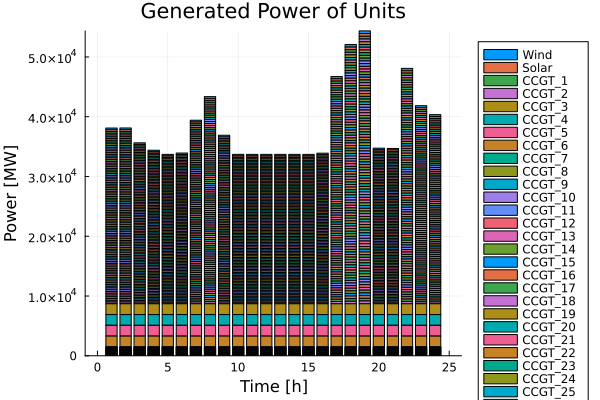 Generated Power of Units
Power [MW]
5.0×10⁴
4.0×10⁴
3.0×10⁴
2.0×10⁴
1.0×10⁴
0
0 5 10 15 20 25
Time [h]
Wind
Solar
CCGT_1
CCGT_2
CCGT_3
CCGT_4
CCGT_5
CCGT_6
CCGT_7
CCGT_8
CCGT_9
CCGT_10
CCGT_11
CCGT_12
CCGT_13
CCGT_14
CCGT_15
CCGT_16
CCGT_17
CCGT_18
CCGT_19
CCGT_20
CCGT_21
CCGT_22
CCGT_23
CCGT_24
CCGT_25